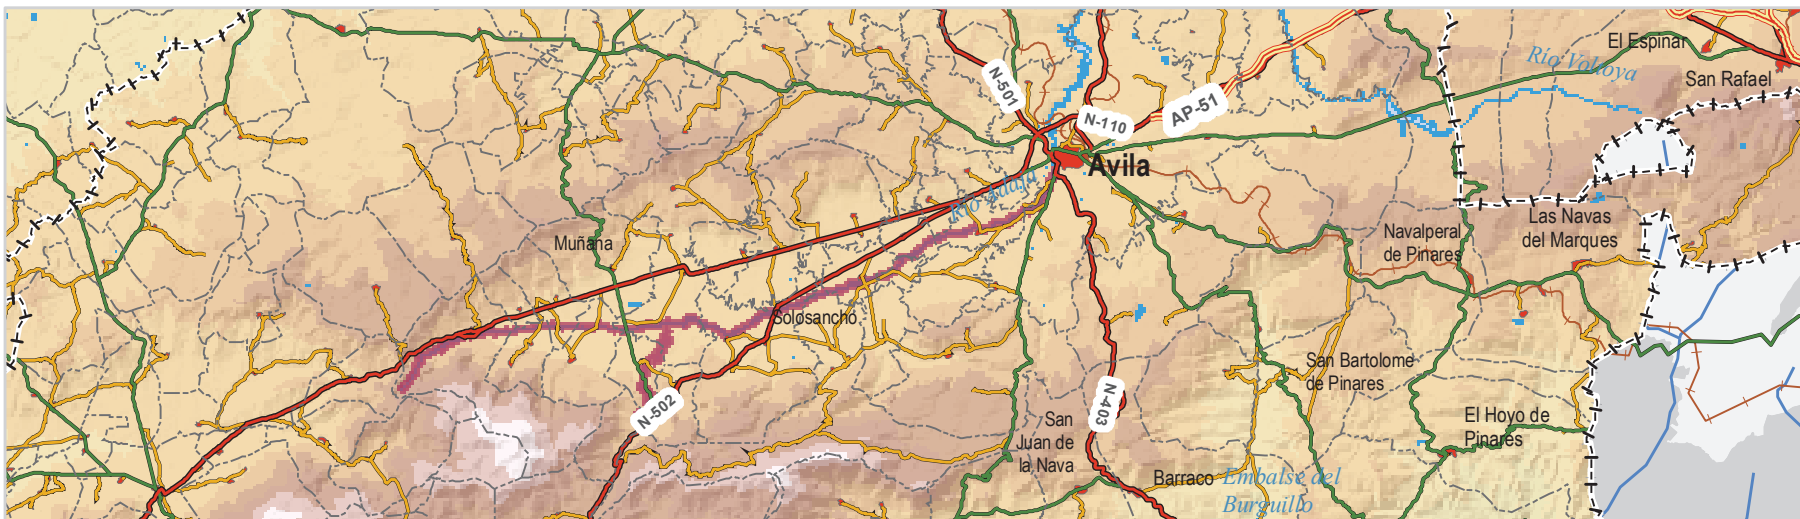 El Espinar
Río Voltoya
San Rafael
N-501
AP-51
N-110
Avila
Río Adaja
Las Navas
del Marques
Navalperal
de Pinares
Muñana
Solosancho
San Bartolome
de Pinares
N-502
N-403
San
Juan de
la Nava
El Hoyo de
Pinares
Barraco
Embalse del
Burguillo